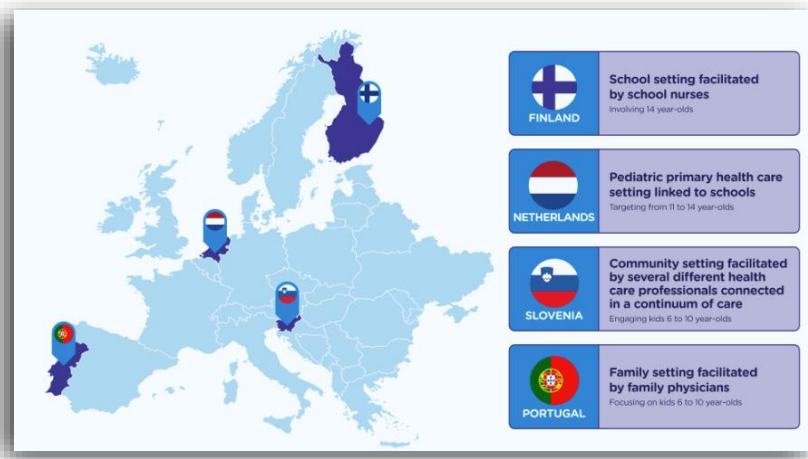 FINLAND
School setting facilitated
by school nurses
Involving 14 year-olds
NETHERLANDS
Pediatric primary health care
setting linked to schools
Targeting from 11 to 14 year-olds
SLOVENIA
Community setting facilitated
by several different health
care professionals connected
in a continuum of care
Engaging kids 6 to 10 year-olds
PORTUGAL
Family setting facilitated
by family physicians
Focusing on kids 6 to 10 year-olds